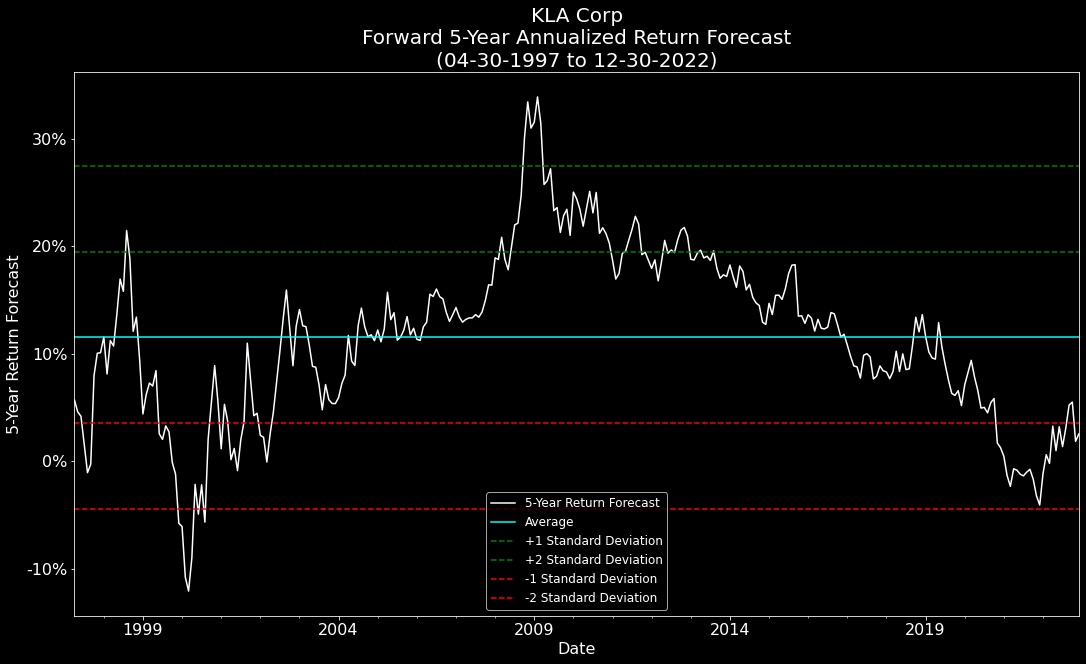 KLA Corp
Forward 5-Year Annualized Return Forecast
(04-30-1997 to 12-30-2022)
5-Year Return Forecast
30%
20%
10%
0%
-10%
5-Year Return Forecast
Average
+1 Standard Deviation
+2 Standard Deviation
-1 Standard Deviation
-2 Standard Deviation
1999 2004 2009 2014 2019
Date